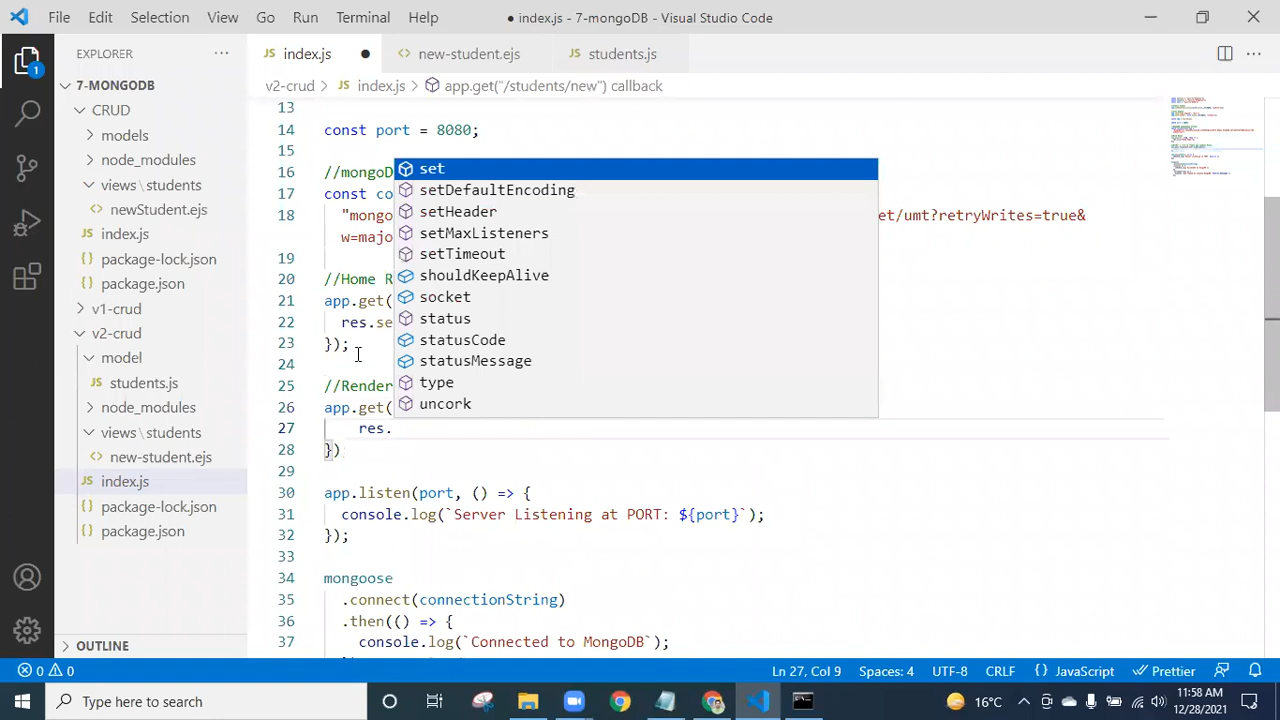 File Edit Selection View Go Run Terminal Help ● index.js - 7-mongoDB - Visual Studio Code
EXPLORER ··· JS index.js ● <> new-student.ejs JS students.js ···
1
7-MONGODB
v2-crud > JS index.js > app.get("/students/new") callback
CRUD
models
node_modules
views \ students
newStudent.ejs
JS index.js
{} package-lock.json
{} package.json
v1-crud
v2-crud
model
JS students.js
node_modules
views \ students
<> new-student.ejs
JS index.js
{} package-lock.json
{} package.json
OUTLINE
13
14 const port = 8080;
15
16 /mongoD
17 const co
18 "mongo et/umt?retryWrites=true&
w=majo
19
20 //Home R
21 app.get(
22 res.se
23 });
24
25 //Render
26 app.get(
27 res.
28 })
29
30 app.listen(port, () => {
31 console.log(`Server Listening at PORT: ${port}`);
32 });
33
34 mongoose
35 .connect(connectionString)
36 .then(() => {
37 console.log(`Connected to MongoDB`);
set
setDefaultEncoding
setHeader
setMaxListeners
setTimeout
shouldKeepAlive
socket
status
statusCode
statusMessage
type
uncork
0 0 Ln 27, Col 9 Spaces: 4 UTF-8 CRLF {} JavaScript Prettier
Type here to search 16°C 11:58 AM
12/28/2021